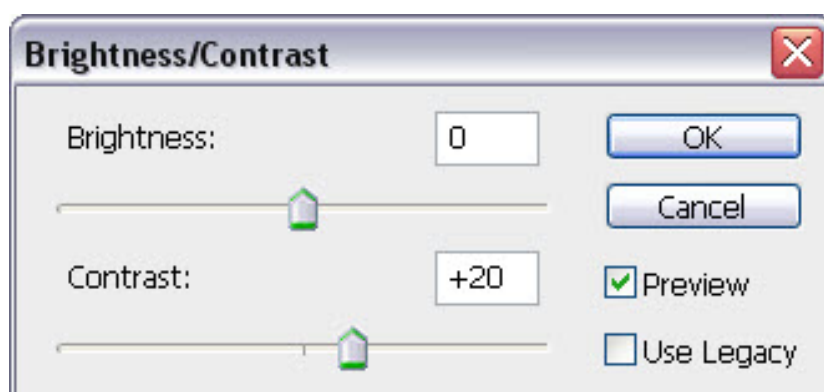 Brightness/Contrast
Brightness: 0
OK
Cancel
Contrast: +20
Preview
Use Legacy